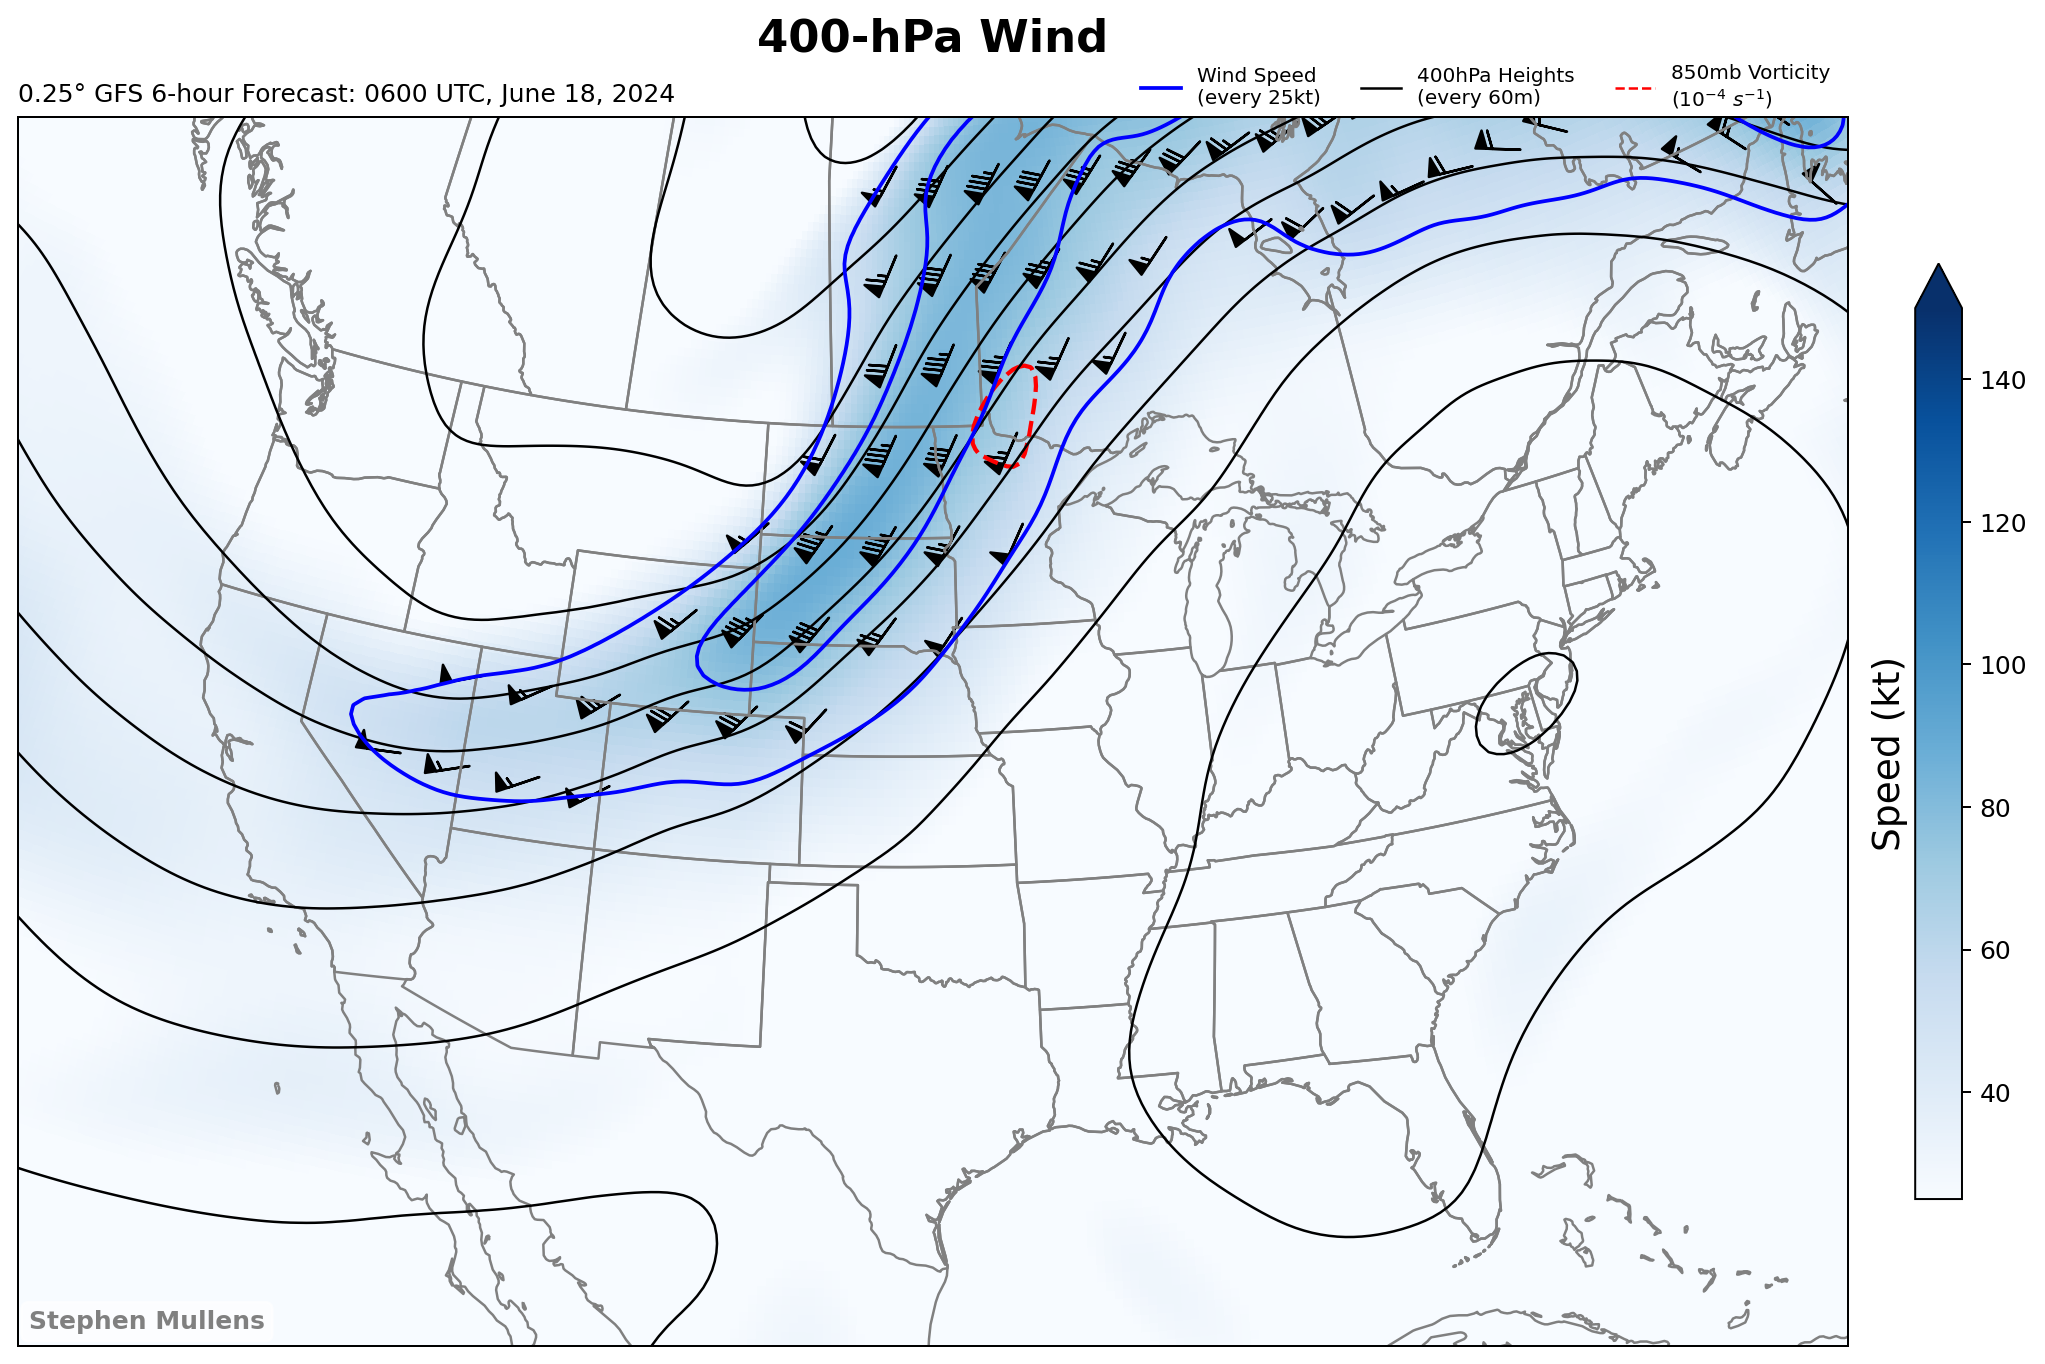 400-hPa Wind
0.25° GFS 6-hour Forecast: 0600 UTC, June 18, 2024
Wind Speed
(every 25kt)
400hPa Heights
(every 60m)
850mb Vorticity
(10⁻⁴ s⁻¹)
140
120
100
80
60
40
Speed (kt)
Stephen Mullens